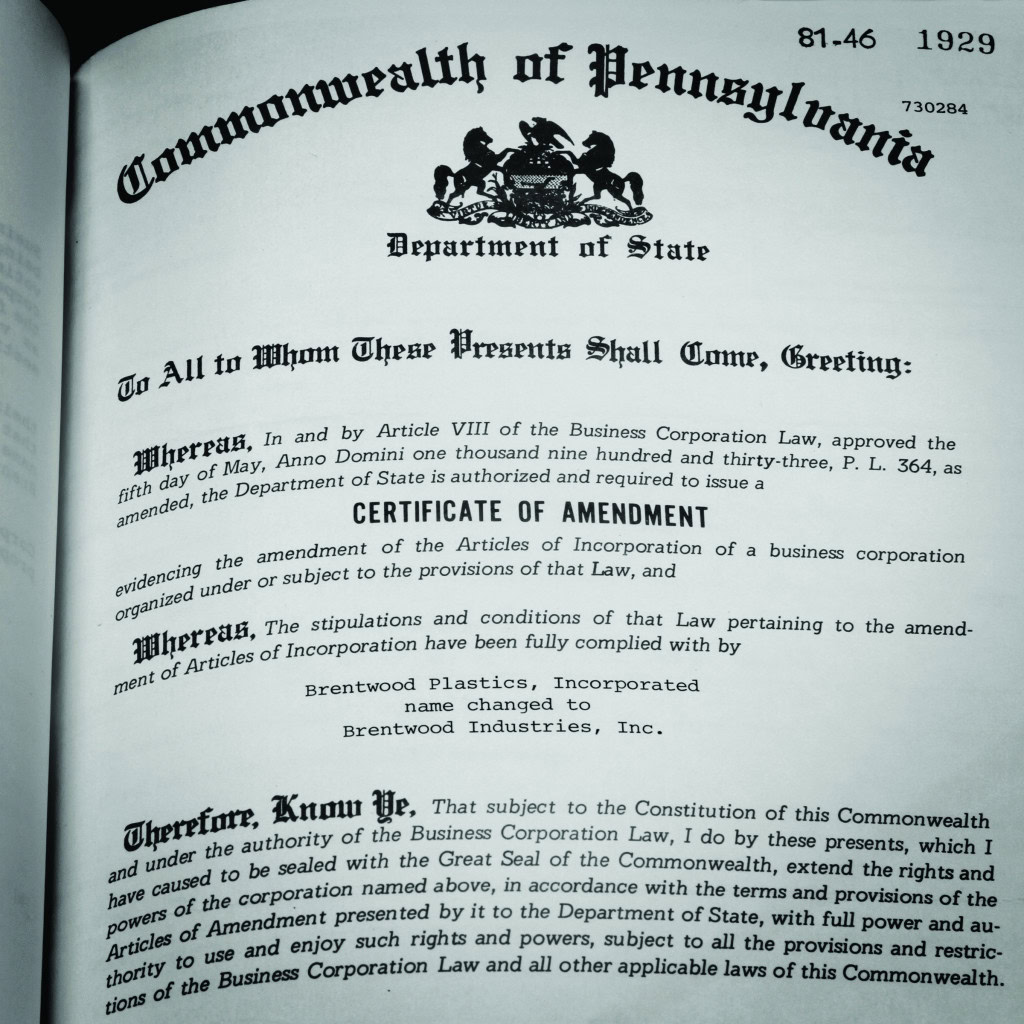 81-46 1929
Commonwealth of Pennsylvania
730284
VIRTUE LIBERTY AND INDEPENDENCE
Department of State
To All to Whom These Presents Shall Come, Greeting:
Whereas, In and by Article VIII of the Business Corporation Law, approved the
fifth day of May, Anno Domini one thousand nine hundred and thirty-three, P. L. 364, as
amended, the Department of State is authorized and required to issue a
CERTIFICATE OF AMENDMENT
evidencing the amendment of the Articles of Incorporation of a business corporation
organized under or subject to the provisions of that Law, and
Whereas, The stipulations and conditions of that Law pertaining to the amend-
ment of Articles of Incorporation have been fully complied with by
Brentwood Plastics, Incorporated
name changed to
Brentwood Industries, Inc.
Therefore, Know Ye, That subject to the Constitution of this Commonwealth
and under the authority of the Business Corporation Law, I do by these presents, which I
have caused to be sealed with the Great Seal of the Commonwealth, extend the rights and
powers of the corporation named above, in accordance with the terms and provisions of the
Articles of Amendment presented by it to the Department of State, with full power and au-
thority to use and enjoy such rights and powers, subject to all the provisions and restric-
tions of the Business Corporation Law and all other applicable laws of this Commonwealth.